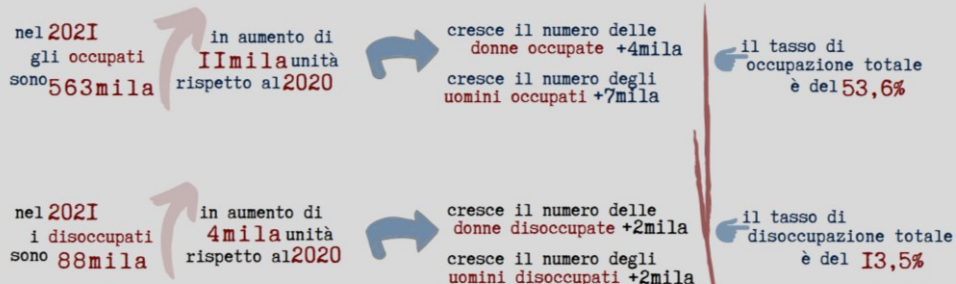 nel 2021
gli occupati
sono 563mila
in aumento di
11mila unità
rispetto al 2020
cresce il numero delle
donne occupate +4mila
cresce il numero degli
uomini occupati +7mila
il tasso di
occupazione totale
è del 53,6%
nel 2021
i disoccupati
sono 88mila
in aumento di
4mila unità
rispetto al 2020
cresce il numero delle
donne disoccupate +2mila
cresce il numero degli
uomini disoccupati +2mila
il tasso di
disoccupazione totale
è del 13,5%